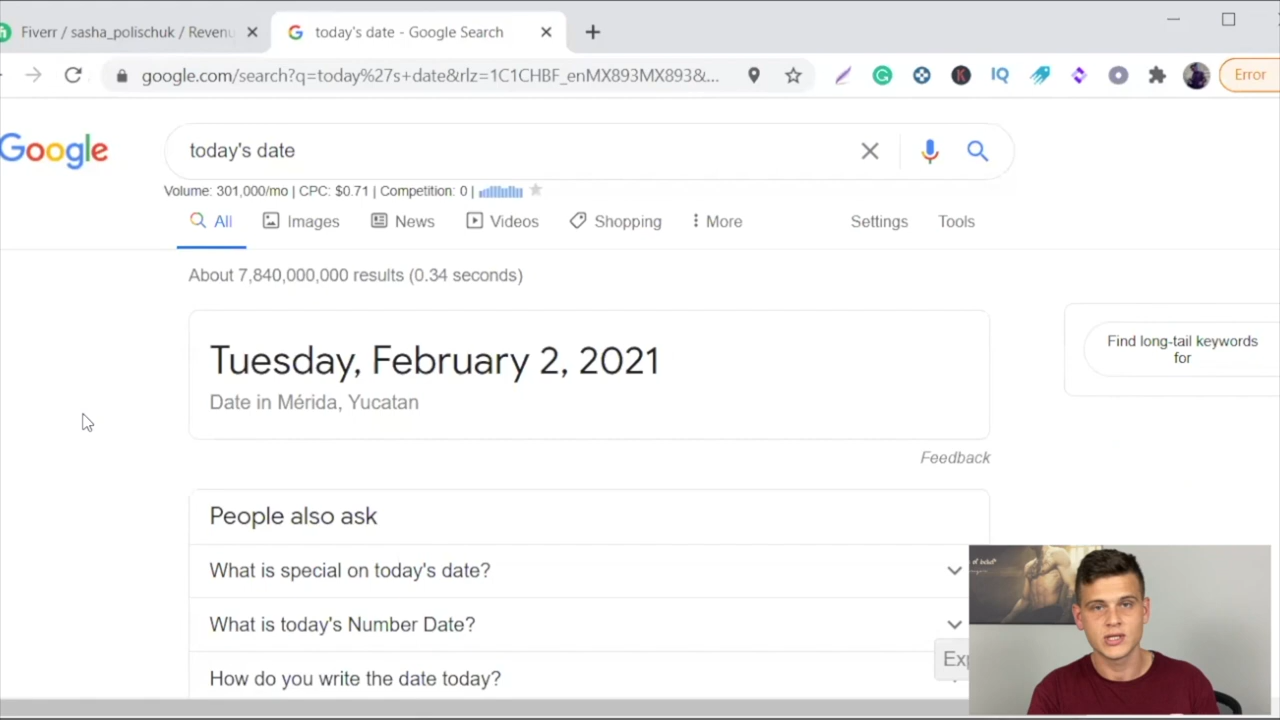 Fiverr / sasha_polischuk / Revenu
today's date - Google Search
google.com/search?q=today%27s+date&rlz=1C1CHBF_enMX893MX893&...
IQ
Error
Google
today's date
Volume: 301,000/mo | CPC: $0.71 | Competition: 0 |
All
Images
News
Videos
Shopping
More
Settings
Tools
About 7,840,000,000 results (0.34 seconds)
Tuesday, February 2, 2021
Date in Mérida, Yucatan
Find long-tail keywords
for
Feedback
People also ask
What is special on today's date?
What is today's Number Date?
Exp
How do you write the date today?